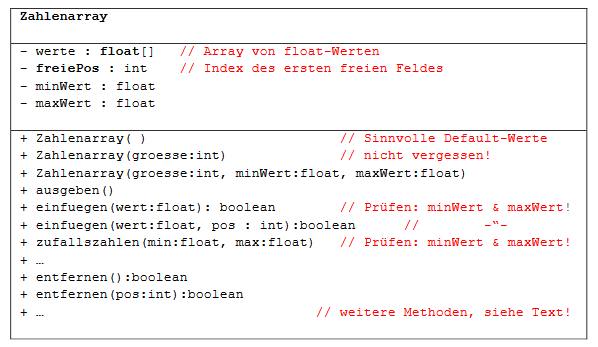 Zahlenarray
- werte : float[] // Array von float-Werten
- freiePos : int // Index des ersten freien Feldes
- minWert : float
- maxWert : float
+ Zahlenarray( ) // Sinnvolle Default-Werte
+ Zahlenarray(groesse:int) // nicht vergessen!
+ Zahlenarray(groesse:int, minWert:float, maxWert:float)
+ ausgeben()
+ einfuegen(wert:float): boolean // Prüfen: minWert & maxWert!
+ einfuegen(wert:float, pos : int):boolean // -“-
+ zufallszahlen(min:float, max:float) // Prüfen: minWert & maxWert!
+ …
+ entfernen():boolean
+ entfernen(pos:int):boolean
+ … // weitere Methoden, siehe Text!